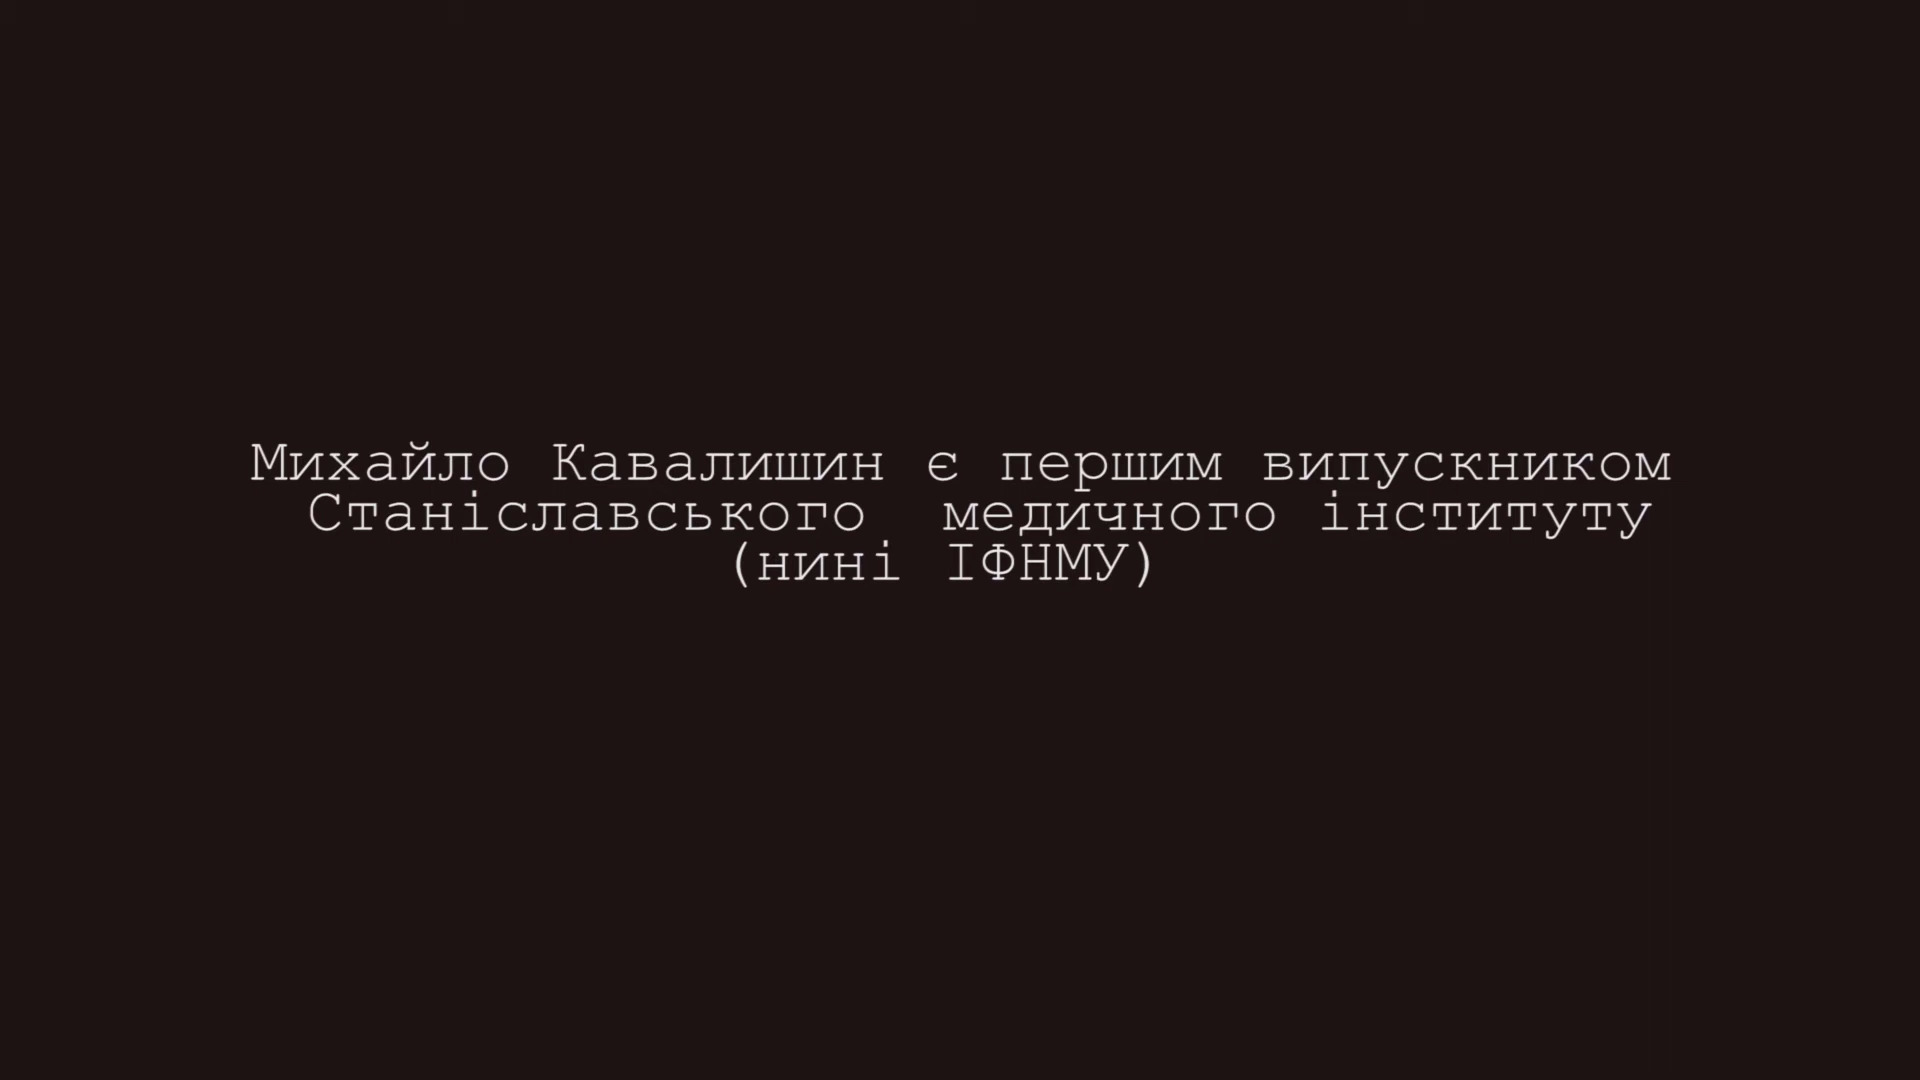 Михайло Кавалишин є першим випускником
Станіславського  медичного інституту
(нині ІФНМУ)